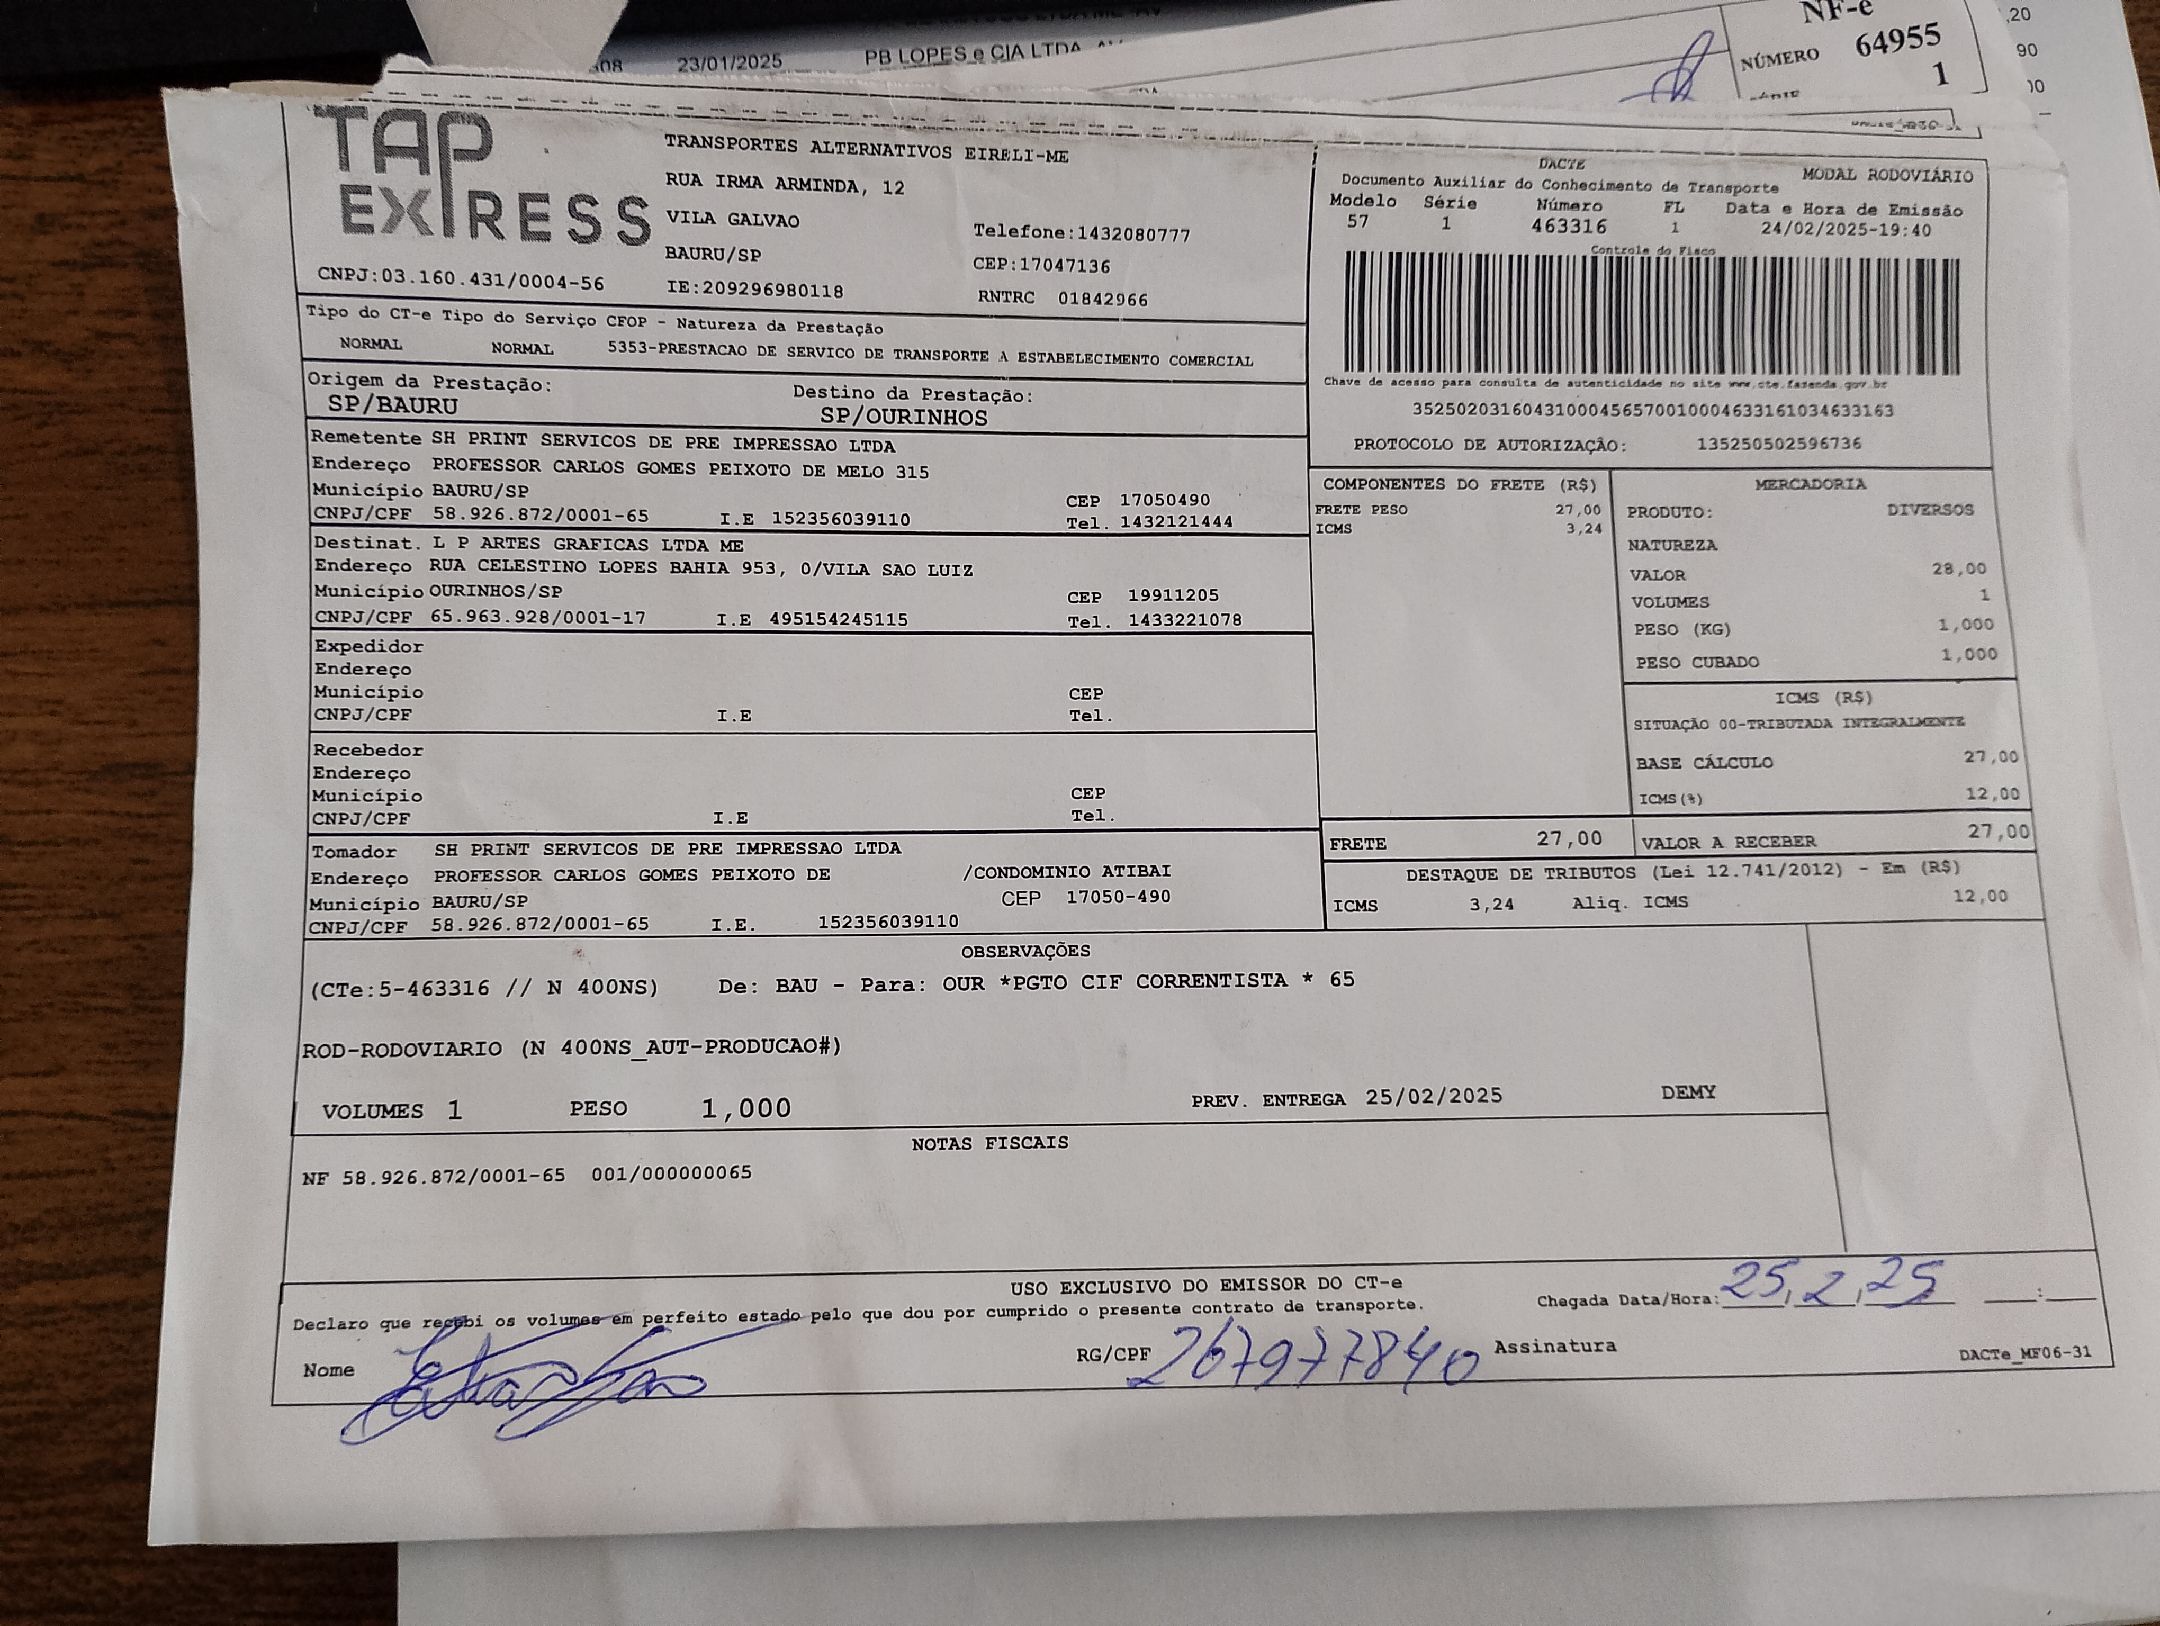 23/01/2025 PB LOPES e CIA LTDA
NF-e
NÚMERO 64955
1
,20
90
TAP EXPRESS
TRANSPORTES ALTERNATIVOS EIRELI-ME
RUA IRMA ARMINDA, 12
VILA GALVAO Telefone:1432080777
BAURU/SP CEP:17047136
CNPJ:03.160.431/0004-56 IE:209296980118 RNTRC 01842966
DACTE MODAL RODOVIÁRIO
Documento Auxiliar do Conhecimento de Transporte
Modelo Série Número FL Data e Hora de Emissão
57 1 463316 1 24/02/2025-19:40
Controle do Fisco
Chave de acesso para consulta de autenticidade no site www.cte.fazenda.gov.br
35250203160431000456570010004633161034633163
PROTOCOLO DE AUTORIZAÇÃO: 135250502596736
Tipo do CT-e Tipo do Serviço CFOP - Natureza da Prestação
NORMAL NORMAL 5353-PRESTACAO DE SERVICO DE TRANSPORTE A ESTABELECIMENTO COMERCIAL
Origem da Prestação: Destino da Prestação:
SP/BAURU SP/OURINHOS
Remetente SH PRINT SERVICOS DE PRE IMPRESSAO LTDA
Endereço PROFESSOR CARLOS GOMES PEIXOTO DE MELO 315
Município BAURU/SP CEP 17050490
CNPJ/CPF 58.926.872/0001-65 I.E 152356039110 Tel. 1432121444
Destinat. L P ARTES GRAFICAS LTDA ME
Endereço RUA CELESTINO LOPES BAHIA 953, 0/VILA SAO LUIZ
Município OURINHOS/SP CEP 19911205
CNPJ/CPF 65.963.928/0001-17 I.E 495154245115 Tel. 1433221078
Expedidor
Endereço
Município CEP
CNPJ/CPF I.E Tel.
Recebedor
Endereço
Município CEP
CNPJ/CPF I.E Tel.
Tomador SH PRINT SERVICOS DE PRE IMPRESSAO LTDA
Endereço PROFESSOR CARLOS GOMES PEIXOTO DE /CONDOMINIO ATIBAI
Município BAURU/SP CEP 17050-490
CNPJ/CPF 58.926.872/0001-65 I.E. 152356039110
COMPONENTES DO FRETE (R$)
FRETE PESO 27,00
ICMS 3,24
MERCADORIA
PRODUTO: DIVERSOS
NATUREZA
VALOR 28,00
VOLUMES 1
PESO (KG) 1,000
PESO CUBADO 1,000
ICMS (R$)
SITUAÇÃO 00-TRIBUTADA INTEGRALMENTE
BASE CÁLCULO 27,00
ICMS(%) 12,00
FRETE 27,00 VALOR A RECEBER 27,00
DESTAQUE DE TRIBUTOS (Lei 12.741/2012) - Em (R$)
ICMS 3,24 Aliq. ICMS 12,00
OBSERVAÇÕES
(CTe:5-463316 // N 400NS) De: BAU - Para: OUR *PGTO CIF CORRENTISTA * 65
ROD-RODOVIARIO (N 400NS_AUT-PRODUCAO#)
VOLUMES 1 PESO 1,000 PREV. ENTREGA 25/02/2025 DEMY
NOTAS FISCAIS
NF 58.926.872/0001-65 001/000000065
USO EXCLUSIVO DO EMISSOR DO CT-e
Declaro que recebi os volumes em perfeito estado pelo que dou por cumprido o presente contrato de transporte. Chegada Data/Hora: 25/2/25 :
Nome RG/CPF 267977840 Assinatura
DACTe_MF06-31